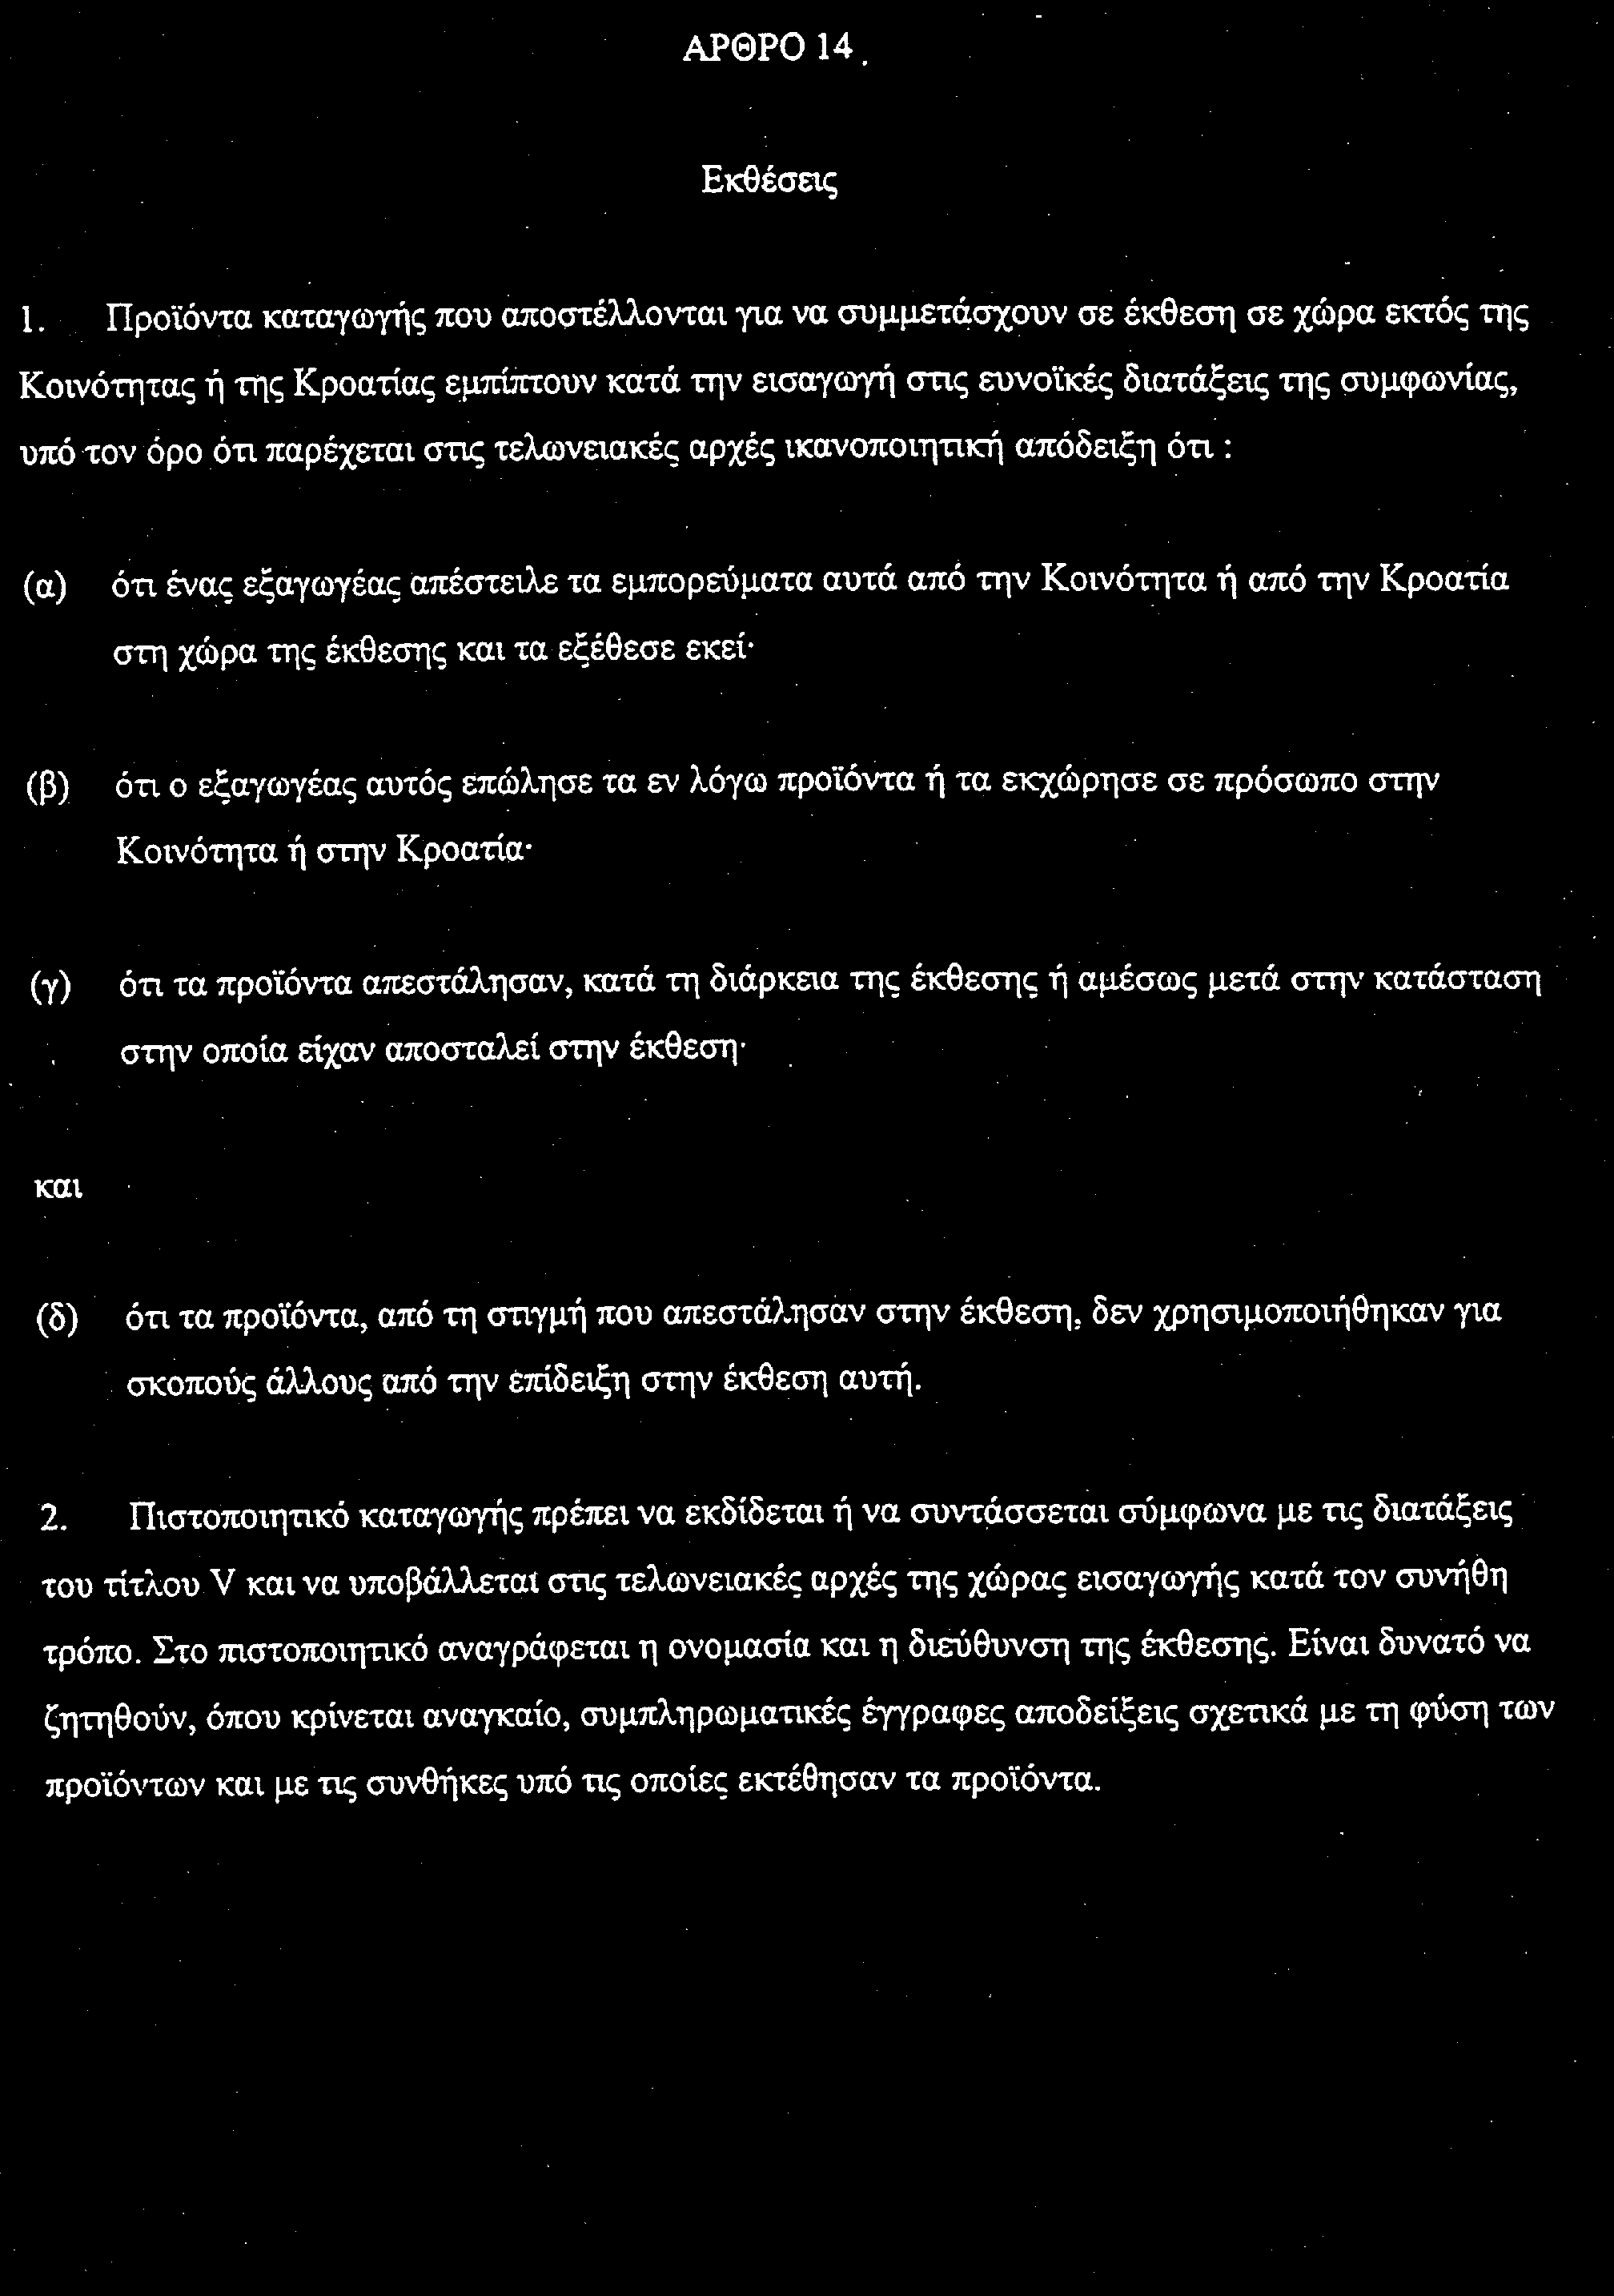 ΑΡΘΡΟ 14
Εκθέσεις
1. Προϊόντα καταγωγής που αποστέλλονται για να συμμετάσχουν σε έκθεση σε χώρα εκτός της
Κοινότητας ή της Κροατίας εμπίπτουν κατά την εισαγωγή στις ευνοϊκές διατάξεις της συμφωνίας,
υπό τον όρο ότι παρέχεται στις τελωνειακές αρχές ικανοποιητική απόδειξη ότι :
(α) ότι ένας εξαγωγέας απέστειλε τα εμπορεύματα αυτά από την Κοινότητα ή από την Κροατία
στη χώρα της έκθεσης και τα εξέθεσε εκεί·
(β) ότι ο εξαγωγέας αυτός επώλησε τα εν λόγω προϊόντα ή τα εκχώρησε σε πρόσωπο στην
Κοινότητα ή στην Κροατία·
(γ) ότι τα προϊόντα απεστάλησαν, κατά τη διάρκεια της έκθεσης ή αμέσως μετά στην κατάσταση
στην οποία είχαν αποσταλεί στην έκθεση·
και
(δ) ότι τα προϊόντα, από τη στιγμή που απεστάλησαν στην έκθεση, δεν χρησιμοποιήθηκαν για
σκοπούς άλλους από την επίδειξη στην έκθεση αυτή.
2. Πιστοποιητικό καταγωγής πρέπει να εκδίδεται ή να συντάσσεται σύμφωνα με τις διατάξεις
του τίτλου V και να υποβάλλεται στις τελωνειακές αρχές της χώρας εισαγωγής κατά τον συνήθη
τρόπο. Στο πιστοποιητικό αναγράφεται η ονομασία και η διεύθυνση της έκθεσης. Είναι δυνατό να
ζητηθούν, όπου κρίνεται αναγκαίο, συμπληρωματικές έγγραφες αποδείξεις σχετικά με τη φύση των
προϊόντων και με τις συνθήκες υπό τις οποίες εκτέθησαν τα προϊόντα.